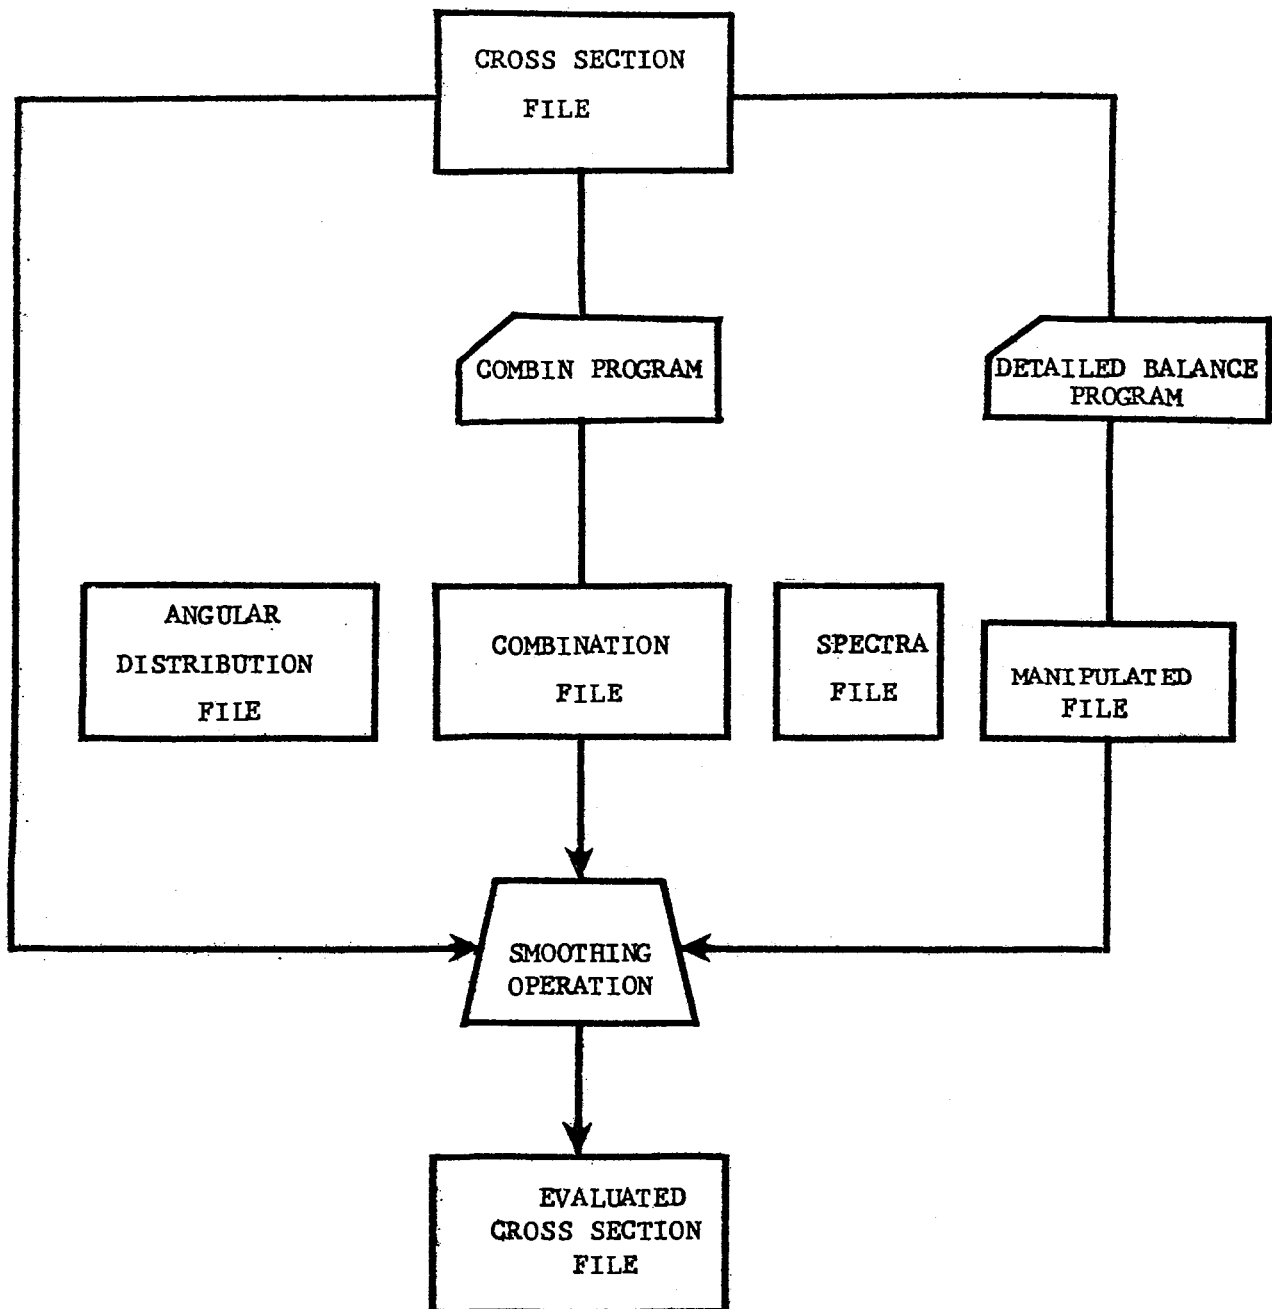 CROSS SECTION
FILE
COMBIN PROGRAM
DETAILED BALANCE
PROGRAM
ANGULAR
DISTRIBUTION
FILE
COMBINATION
FILE
SPECTRA
FILE
MANIPULATED
FILE
SMOOTHING
OPERATION
EVALUATED
CROSS SECTION
FILE